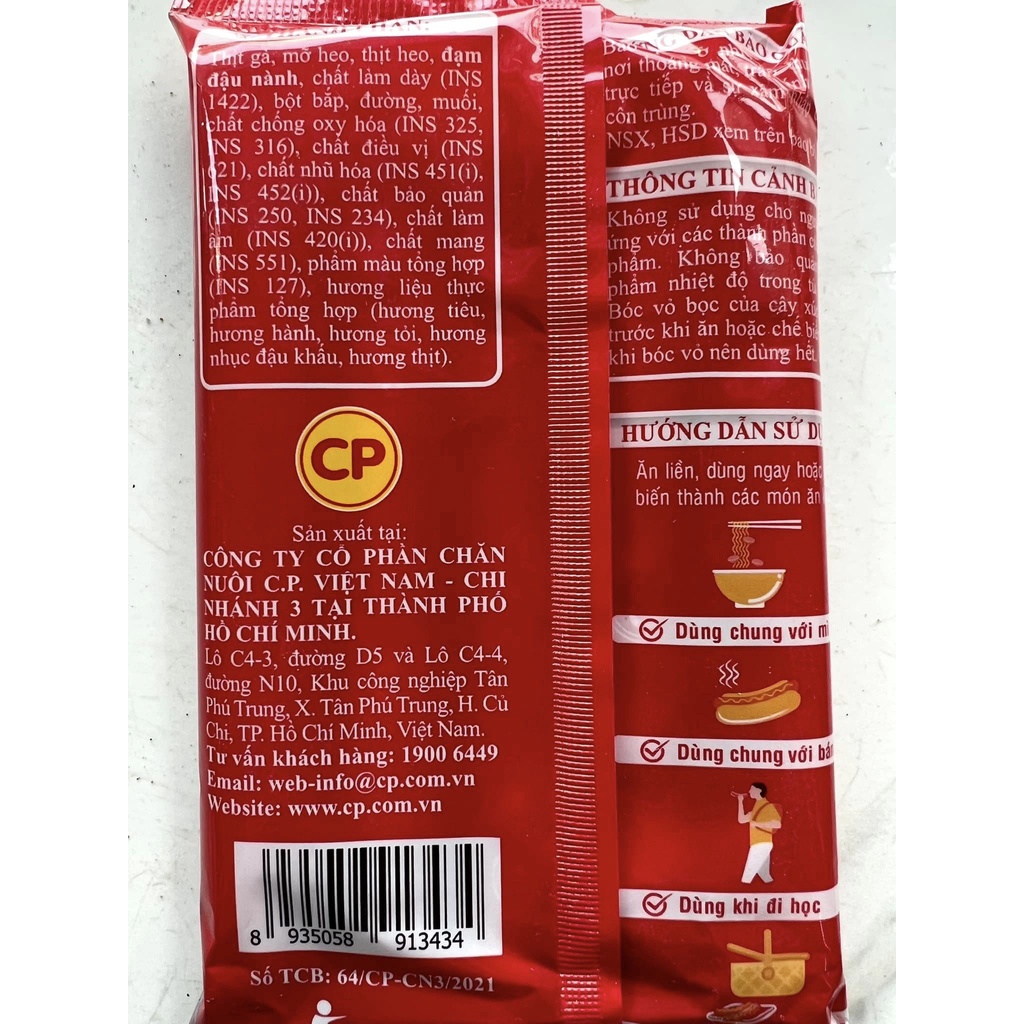 Thịt gà, mỡ heo, thịt heo, đạm
đậu nành, chất làm dày (INS
1422), bột bắp, đường, muối,
chất chống oxy hóa (INS 325,
INS 316), chất điều vị (INS
621), chất nhũ hóa (INS 451(i),
INS 452(i)), chất bảo quản
(INS 250, INS 234), chất làm
ẩm (INS 420(i)), chất mang
(INS 551), phẩm màu tổng hợp
(INS 127), hương liệu thực
phẩm tổng hợp (hương tiêu,
hương hành, hương tỏi, hương
nhục đậu khấu, hương thịt).
CP
Sản xuất tại:
CÔNG TY CỔ PHẦN CHĂN
NUÔI C.P. VIỆT NAM - CHI
NHÁNH 3 TẠI THÀNH PHỐ
HỒ CHÍ MINH.
Lô C4-3, đường D5 và Lô C4-4,
đường N10, Khu công nghiệp Tân
Phú Trung, X. Tân Phú Trung, H. Củ
Chi, TP. Hồ Chí Minh, Việt Nam.
Tư vấn khách hàng: 1900 6449
Email: web-info@cp.com.vn
Website: www.cp.com.vn
8 935058 913434
Số TCB: 64/CP-CN3/2021
nơi thoáng mát,
trực tiếp và sự xâm
côn trùng.
NSX, HSD xem trên bao
THÔNG TIN CẢNH
Không sử dụng cho
ứng với các thành phần
phẩm. Không bảo
phẩm nhiệt độ trong
Bóc vỏ bọc của cây
trước khi ăn hoặc chế
khi bóc vỏ nên dùng hết.
HƯỚNG DẪN SỬ
Ăn liền, dùng ngay hoặc
biến thành các món ăn
Dùng chung với
Dùng chung với
Dùng khi đi học